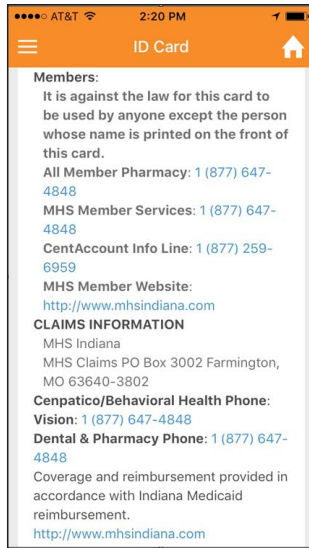 AT&T 2:20 PM
ID Card
Members:
It is against the law for this card to
be used by anyone except the person
whose name is printed on the front of
this card.
All Member Pharmacy: 1 (877) 647-
4848
MHS Member Services: 1 (877) 647-
4848
CentAccount Info Line: 1 (877) 259-
6959
MHS Member Website:
http://www.mhsindiana.com
CLAIMS INFORMATION
MHS Indiana
MHS Claims PO Box 3002 Farmington,
MO 63640-3802
Cenpatico/Behavioral Health Phone:
Vision: 1 (877) 647-4848
Dental & Pharmacy Phone: 1 (877) 647-
4848
Coverage and reimbursement provided in
accordance with Indiana Medicaid
reimbursement.
http://www.mhsindiana.com